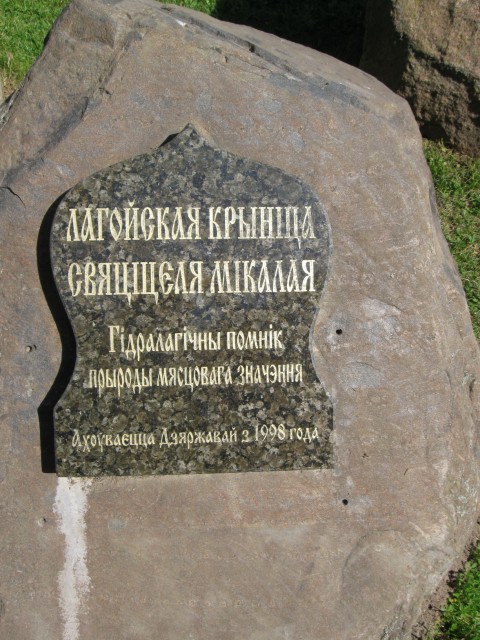 ЛАГОЙСКАЯ КРЫНІЦА
СВЯЦІЦЕЛЯ МІКАЛАЯ
Гідралагічны помнік
прыроды мясцовага значэння
Ахоўваецца Дзяржавай з 1998 года